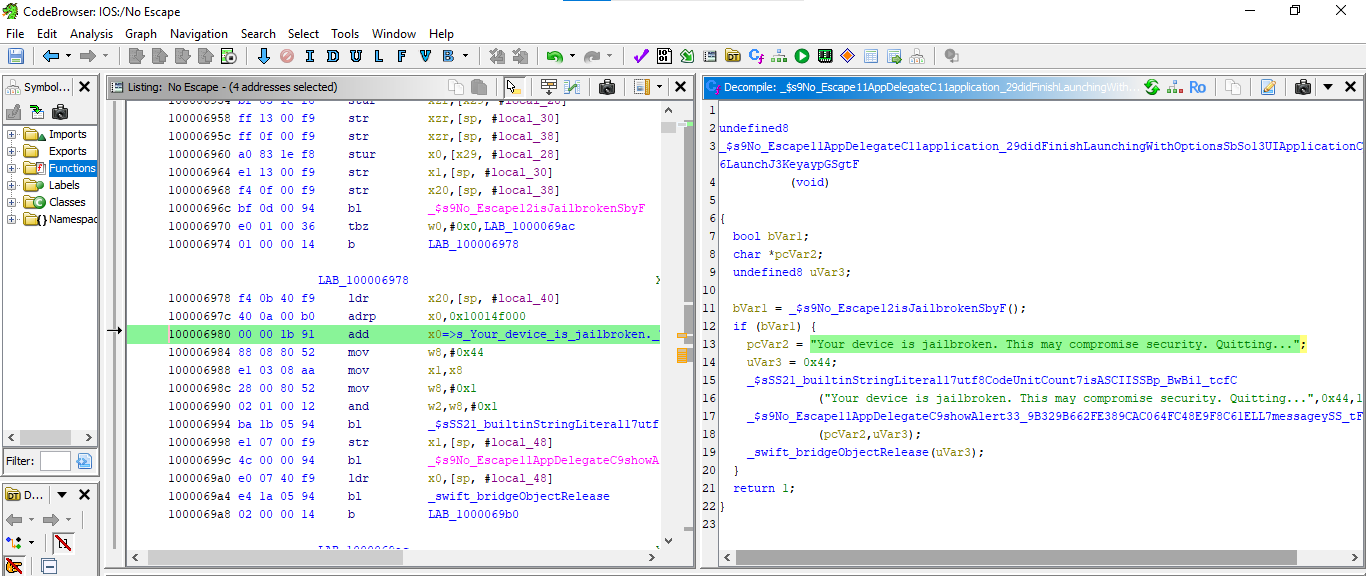 CodeBrowser: IOS:/No Escape
File Edit Analysis Graph Navigation Search Select Tools Window Help
I D U L F V B
Symbol...
Imports
Exports
Functions
Labels
Classes
Namespac
Filter:
D...
Listing: No Escape - (4 addresses selected)
100006958 ff 13 00 f9 str xzr,[sp, #local_30]
10000695c ff 0f 00 f9 str xzr,[sp, #local_38]
100006960 a0 83 1e f8 stur x0,[x29, #local_28]
100006964 e1 13 00 f9 str x1,[sp, #local_30]
100006968 f4 0f 00 f9 str x20,[sp, #local_38]
10000696c bf 0d 00 94 bl _$s9No_Escape12isJailbrokenSbyF
100006970 e0 01 00 36 tbz w0,#0x0,LAB_1000069ac
100006974 01 00 00 14 b LAB_100006978
LAB_100006978
100006978 f4 0b 40 f9 ldr x20,[sp, #local_40]
10000697c 40 0a 00 b0 adrp x0,0x10014f000
100006980 00 00 1b 91 add x0=>s_Your_device_is_jailbroken._
100006984 88 08 80 52 mov w8,#0x44
100006988 e1 03 08 aa mov x1,x8
10000698c 28 00 80 52 mov w8,#0x1
100006990 02 01 00 12 and w2,w8,#0x1
100006994 ba 1b 05 94 bl _$sSS21_builtinStringLiteral17utf
100006998 e1 07 00 f9 str x1,[sp, #local_48]
10000699c 4c 00 00 94 bl _$s9No_Escape11AppDelegateC9showA
1000069a0 e0 07 40 f9 ldr x0,[sp, #local_48]
1000069a4 e4 1a 05 94 bl _swift_bridgeObjectRelease
1000069a8 02 00 00 14 b LAB_1000069b0
Decompile: _$s9No_Escape11AppDelegateC11application_29didFinishLaunchingWith...
Ro
1
2 undefined8
3 _$s9No_Escape11AppDelegateC11application_29didFinishLaunchingWithOptionsSbSo13UIApplicationC
6LaunchJ3KeyaypGSgtF
4 (void)
5
6 {
7 bool bVar1;
8 char *pcVar2;
9 undefined8 uVar3;
10
11 bVar1 = _$s9No_Escape12isJailbrokenSbyF();
12 if (bVar1) {
13 pcVar2 = "Your device is jailbroken. This may compromise security. Quitting...";
14 uVar3 = 0x44;
15 _$sSS21_builtinStringLiteral17utf8CodeUnitCount7isASCIISSBp_BwBi1_tcfC
16 ("Your device is jailbroken. This may compromise security. Quitting...",0x44,1
17 _$s9No_Escape11AppDelegateC9showAlert33_9B329B662FE389CAC064FC48E9F8C61ELL7messageySS_tF
18 (pcVar2,uVar3);
19 _swift_bridgeObjectRelease(uVar3);
20 }
21 return 1;
22 }
23